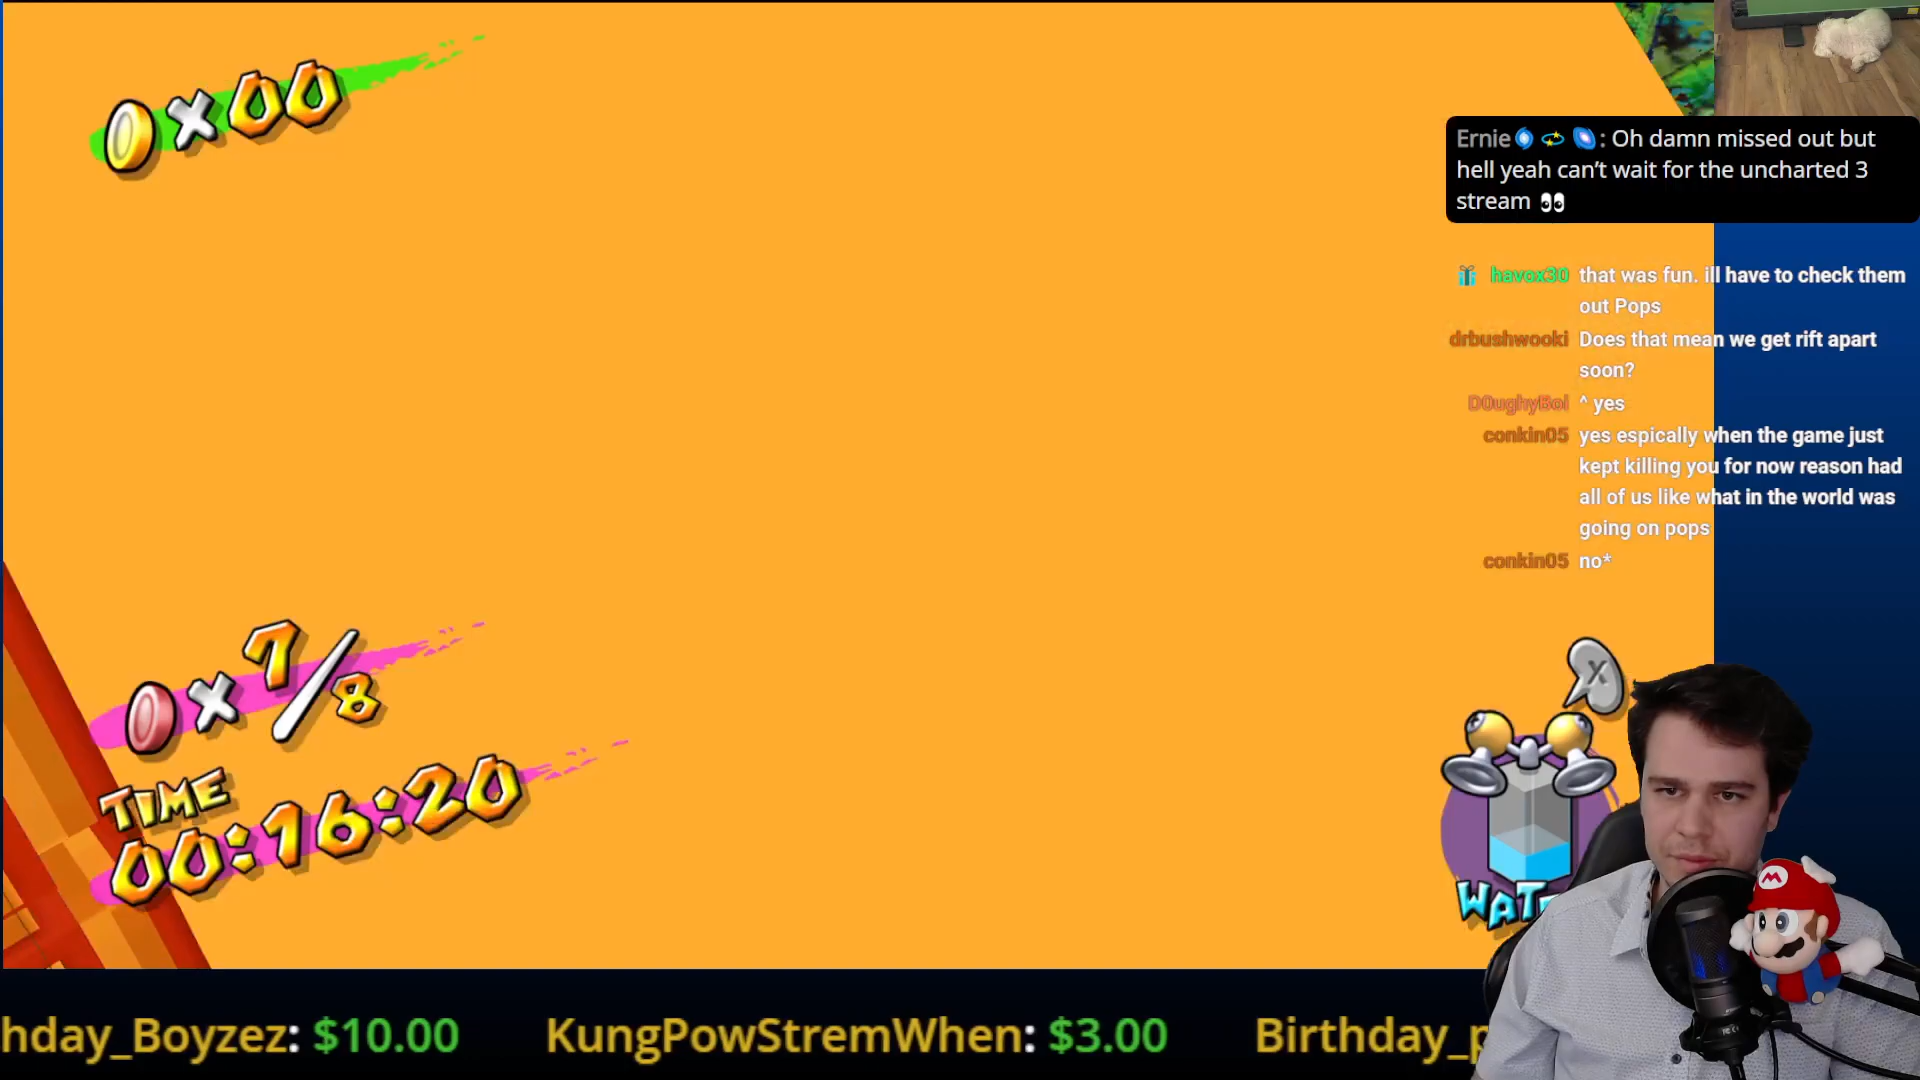 0×00
Ernie: Oh damn missed out but
hell yeah can’t wait for the uncharted 3
stream
havox30 that was fun. ill have to check them
out Pops
drbushwooki Does that mean we get rift apart
soon?
D0ughyBoi ^ yes
conkin05 yes espically when the game just
kept killing you for now reason had
all of us like what in the world was
going on pops
conkin05 no*
0×7/8
X
TIME
00:16:20
WAT
M
hday_Boyzez: $10.00 KungPowStremWhen: $3.00 Birthday_p